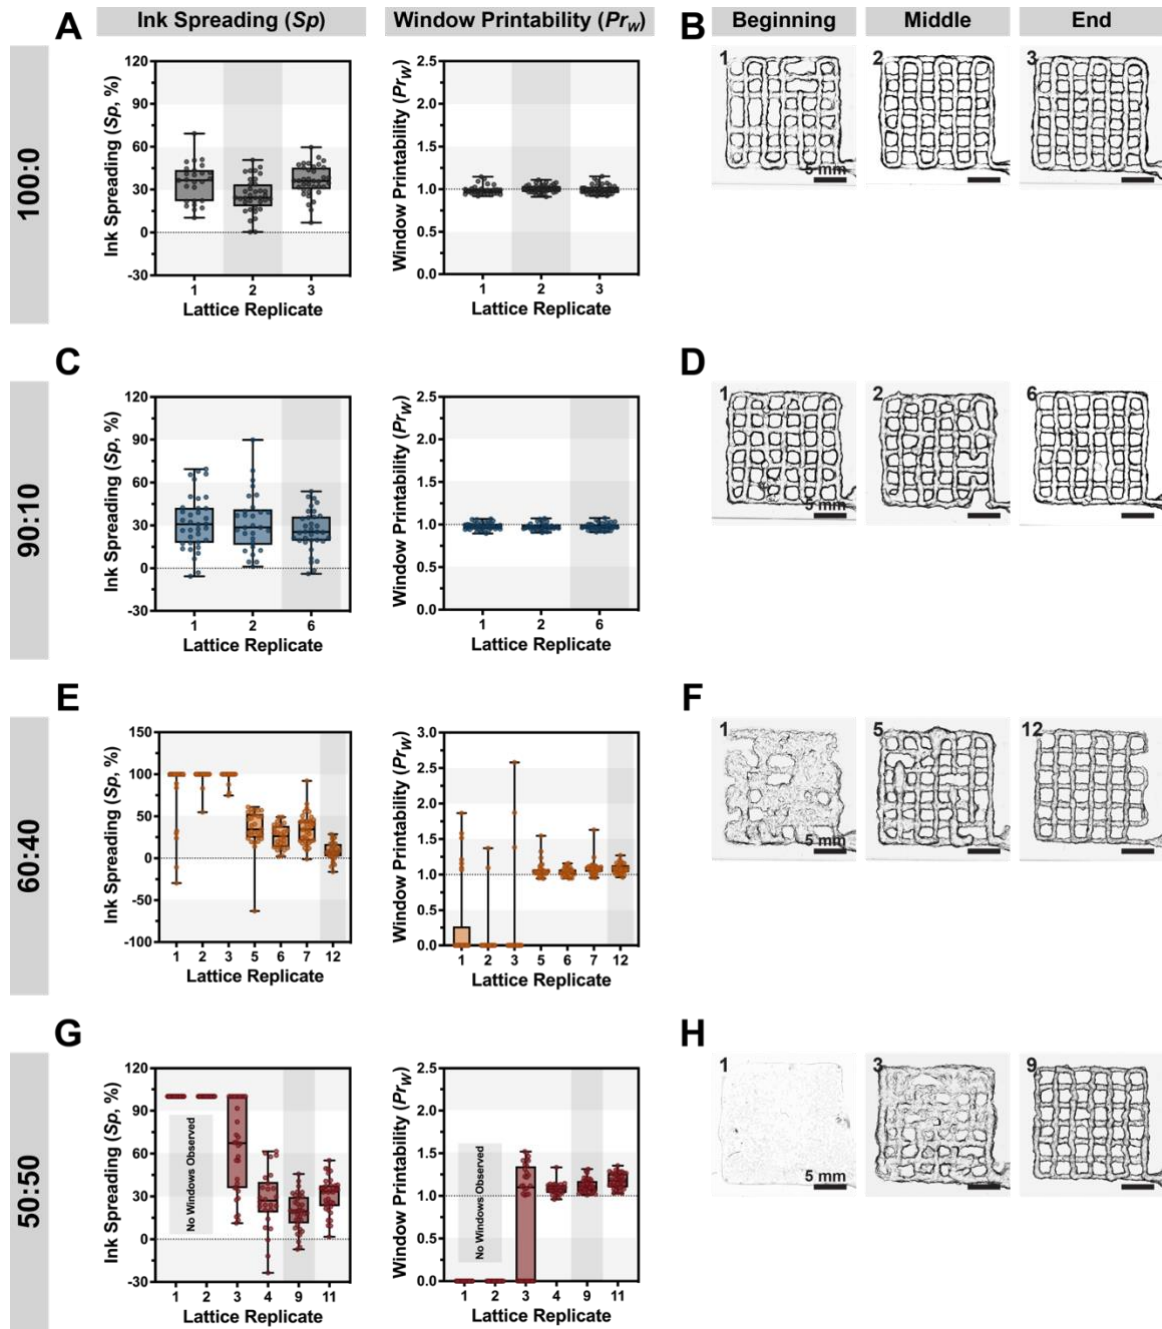 A
Ink Spreading (Sp)
Window Printability (PrW)
B
Beginning
Middle
End
100:0
Ink Spreading (Sp, %)
120
90
60
30
0
-30
1 2 3
Lattice Replicate
Window Printability (PrW)
2.5
2.0
1.5
1.0
0.5
0.0
1 2 3
Lattice Replicate
1
5 mm
2
3
C
D
90:10
Ink Spreading (Sp, %)
120
90
60
30
0
-30
1 2 6
Lattice Replicate
Window Printability (PrW)
2.5
2.0
1.5
1.0
0.5
0.0
1 2 6
Lattice Replicate
1
2
6
E
F
60:40
Ink Spreading (Sp, %)
150
100
50
0
-50
-100
1 2 3 5 6 7 12
Lattice Replicate
Window Printability (PrW)
3.0
2.5
2.0
1.5
1.0
0.5
0.0
1 2 3 5 6 7 12
Lattice Replicate
1
5 mm
5
12
G
H
50:50
Ink Spreading (Sp, %)
120
90
60
30
0
-30
No Windows Observed
1 2 3 4 9 11
Lattice Replicate
Window Printability (PrW)
2.5
2.0
1.5
1.0
0.5
0.0
No Windows Observed
1 2 3 4 9 11
Lattice Replicate
1
5 mm
3
9